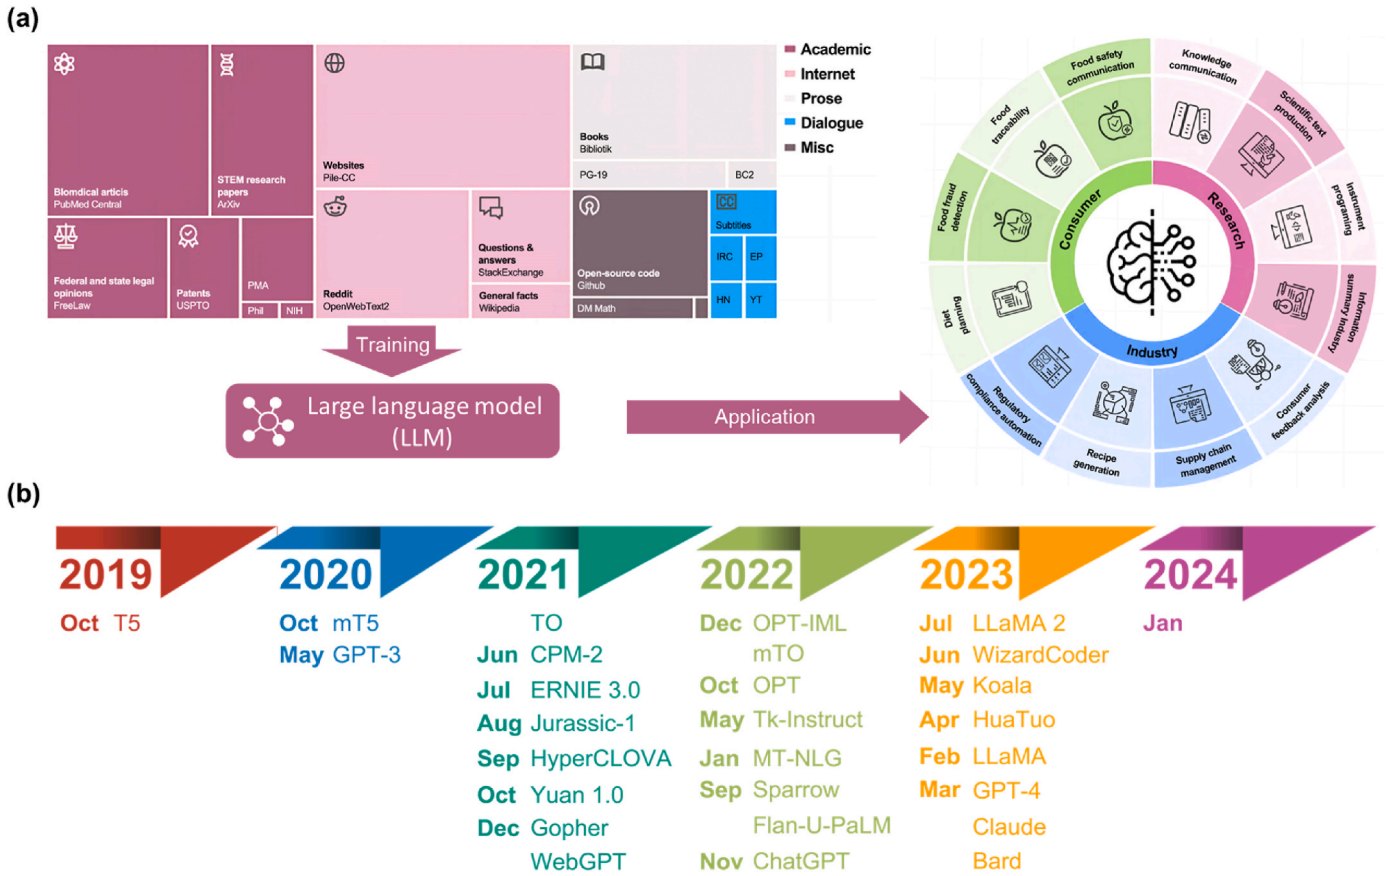 (a)
Biomdical articis
PubMed Central
STEM research
papers
ArXiv
Federal and state legal
opinions
FreeLaw
Patents
USPTO
PMA
Phil
NIH
Websites
Pile-CC
Reddit
OpenWebText2
Questions &
answers
StackExchange
General facts
Wikipedia
Books
Bibliotik
PG-19
BC2
Open-source code
Github
DM Math
CC
Subtitles
IRC
EP
HN
YT
Academic
Internet
Prose
Dialogue
Misc
Training
Large language model
(LLM)
Application
Consumer
Research
Industry
Food safety
communication
Knowledge
communication
Scientific text
production
Instrument
programing
Information
summary industry
Consumer
feedback analysis
Supply chain
management
Recipe
generation
Regulatory
compliance automation
Diet
planning
Food fraud
detection
Food
traceability
(b)
2019
Oct T5
2020
Oct mT5
May GPT-3
2021
TO
Jun CPM-2
Jul ERNIE 3.0
Aug Jurassic-1
Sep HyperCLOVA
Oct Yuan 1.0
Dec Gopher
WebGPT
2022
Dec OPT-IML
mTO
Oct OPT
May Tk-Instruct
Jan MT-NLG
Sep Sparrow
Flan-U-PaLM
Nov ChatGPT
2023
Jul LLaMA 2
Jun WizardCoder
May Koala
Apr HuaTuo
Feb LLaMA
Mar GPT-4
Claude
Bard
2024
Jan